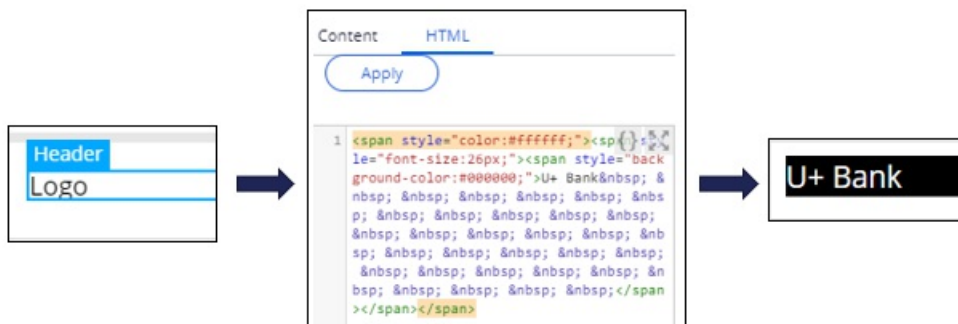 Header
Logo
Content HTML
Apply
1 <span style="color:#ffffff;"><span sty
le="font-size:26px;"><span style="back
ground-color:#000000;">U+ Bank&nbsp; &
nbsp; &nbsp; &nbsp; &nbsp; &nbsp; &nbs
p; &nbsp; &nbsp; &nbsp; &nbsp; &nbsp;
&nbsp; &nbsp; &nbsp; &nbsp; &nbsp; &nb
sp; &nbsp; &nbsp; &nbsp; &nbsp; &nbsp;
&nbsp; &nbsp; &nbsp; &nbsp; &nbsp; &n
bsp; &nbsp; &nbsp; &nbsp; &nbsp;</span
></span></span>
U+ Bank